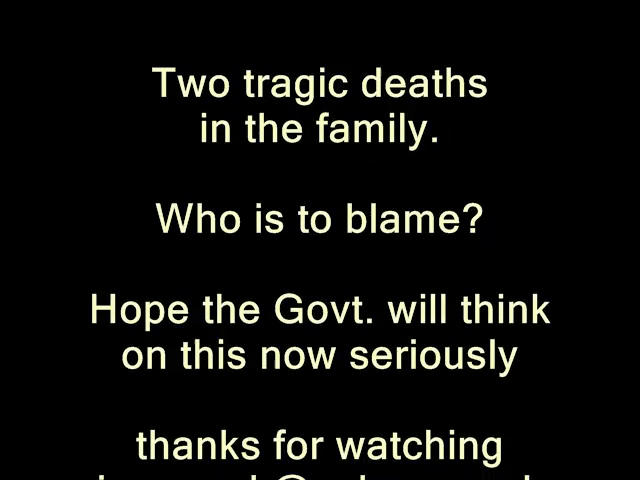 Two tragic deaths
in the family.
Who is to blame?
Hope the Govt. will think
on this now seriously
thanks for watching